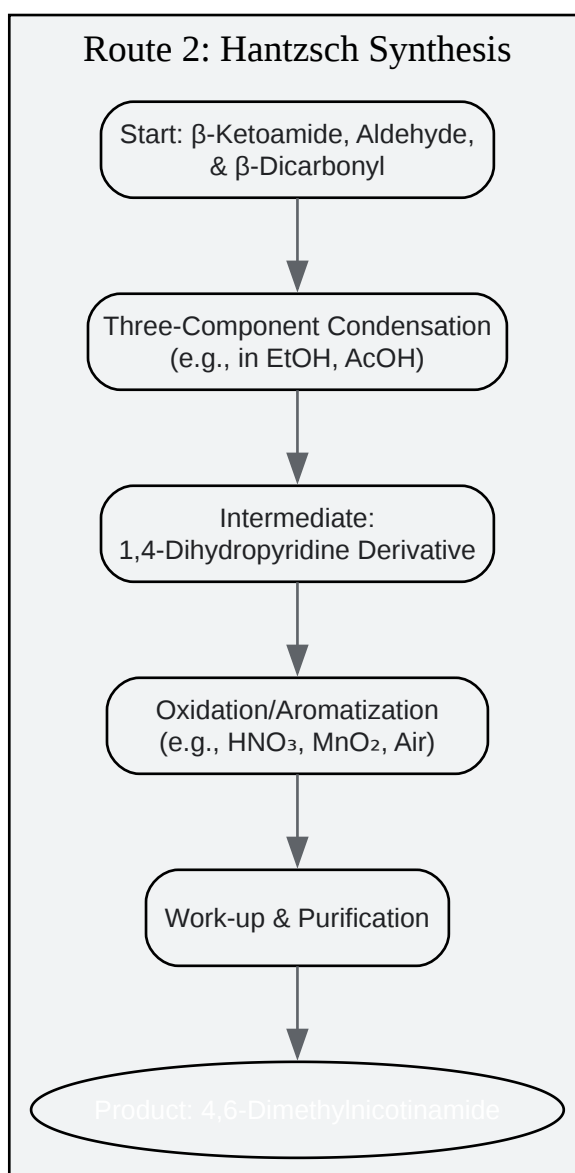 Route 2: Hantzsch Synthesis
Start: β-Ketoamide, Aldehyde,
& β-Dicarbonyl
Three-Component Condensation
(e.g., in EtOH, AcOH)
Intermediate:
1,4-Dihydropyridine Derivative
Oxidation/Aromatization
(e.g., HNO₃, MnO₂, Air)
Work-up & Purification
Product: 4,6-Dimethylnicotinamide